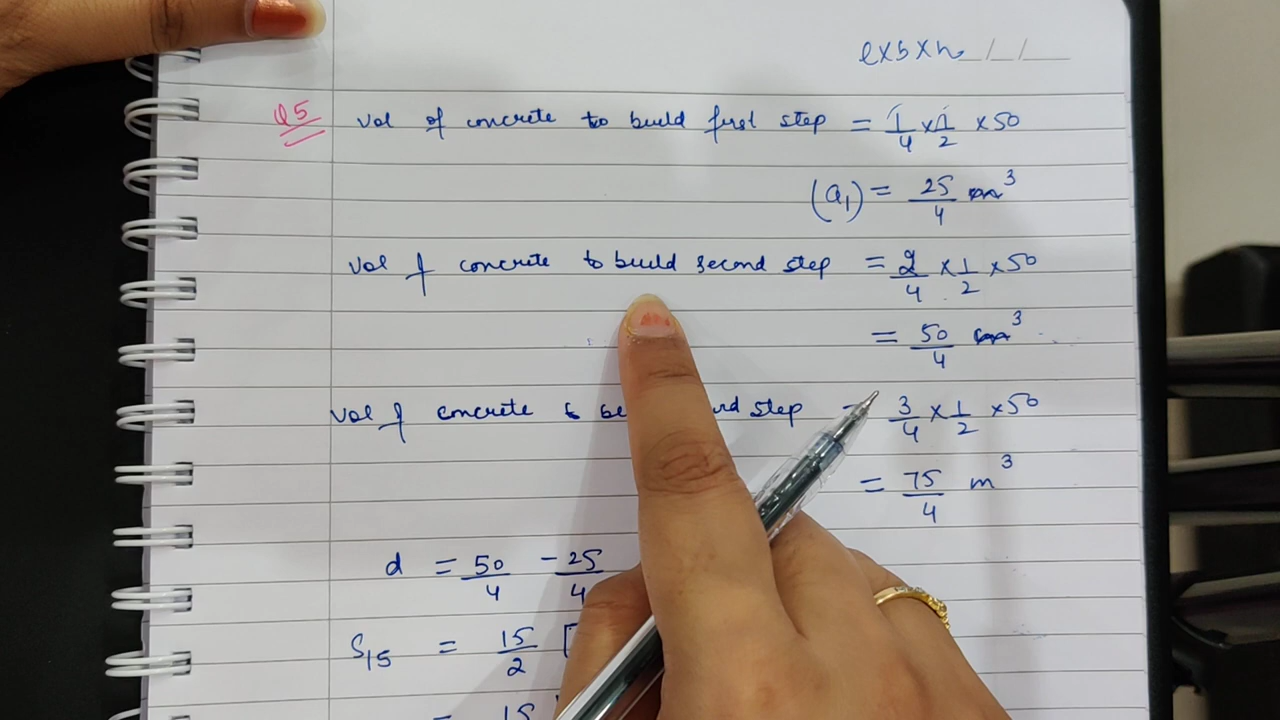 l×b×h
Q5 vol of concrete to build first step = 1/4 × 1/2 × 50
(a₁) = 25/4 m³
vol of concrete to build second step = 2/4 × 1/2 × 50
= 50/4 m³
vol of concrete step 3/4 × 1/2 × 50
= 75/4 m³
d = 50/4 - 25/4
S₁₅ = 15/2 [
= 15